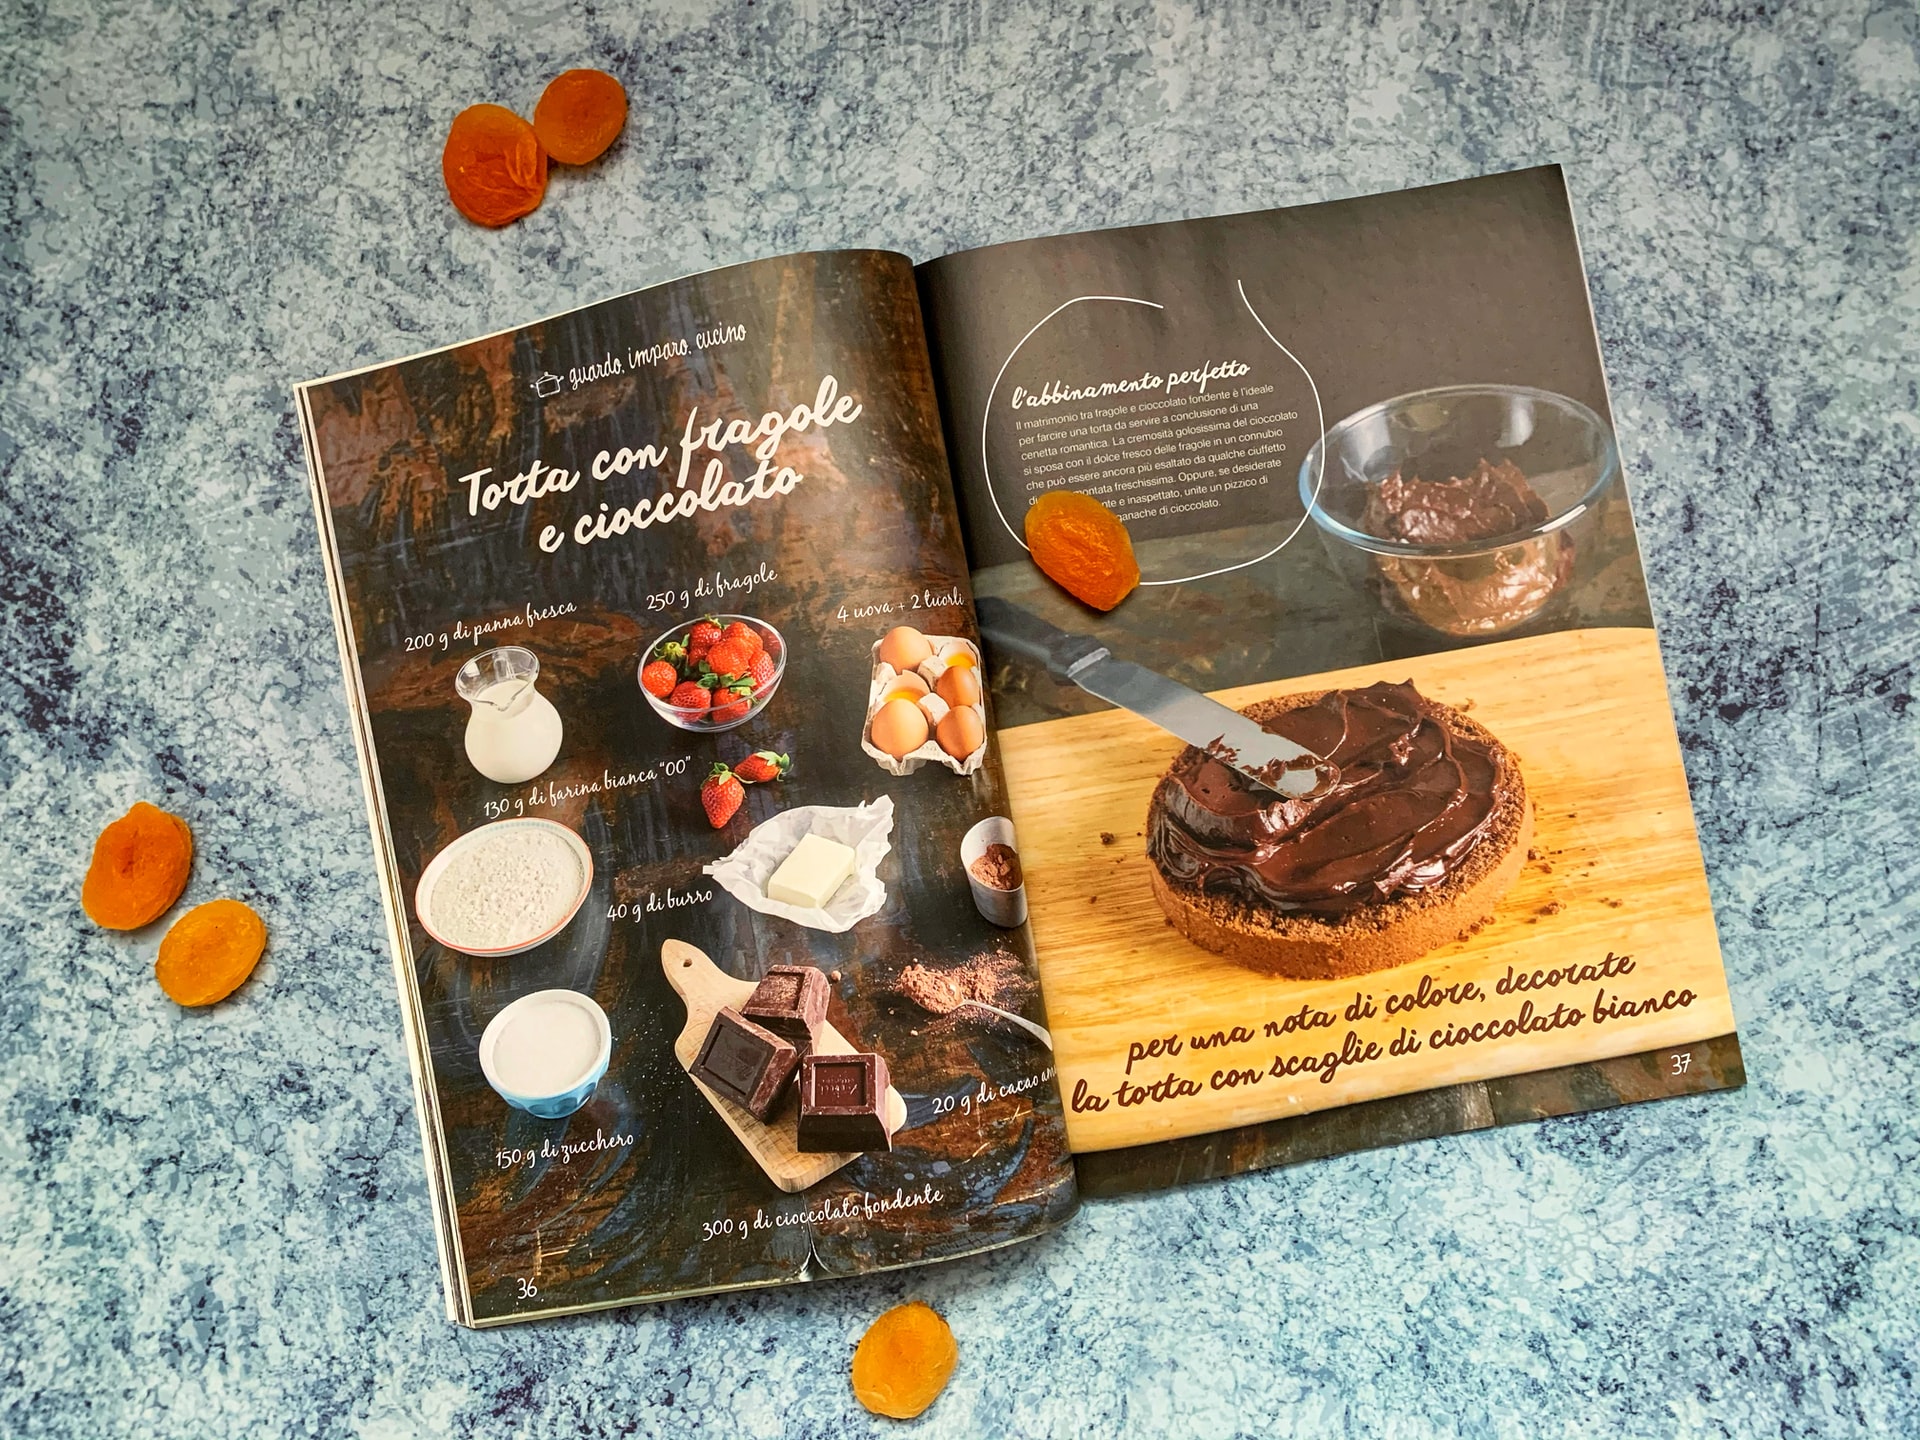 guardo, imparo, cucino
Torta con fragole
e cioccolato
200 g di panna fresca
250 g di fragole
4 uova + 2 tuorli
130 g di farina bianca "00"
40 g di burro
150 g di zucchero
20 g di cacao am
300 g di cioccolato fondente
36
l'abbinamento perfetto
Il matrimonio tra fragole e cioccolato fondente è l'ideale
per farcire una torta da servire a conclusione di una
cenetta romantica. La cremosità golosissima del cioccolato
si sposa con il dolce fresco delle fragole in un connubio
che può essere ancora più esaltato da qualche ciuffetto
di ontata freschissima. Oppure, se desiderate
nte e inaspettato, unite un pizzico di
ganache di cioccolato.
per una nota di colore, decorate
la torta con scaglie di cioccolato bianco
37